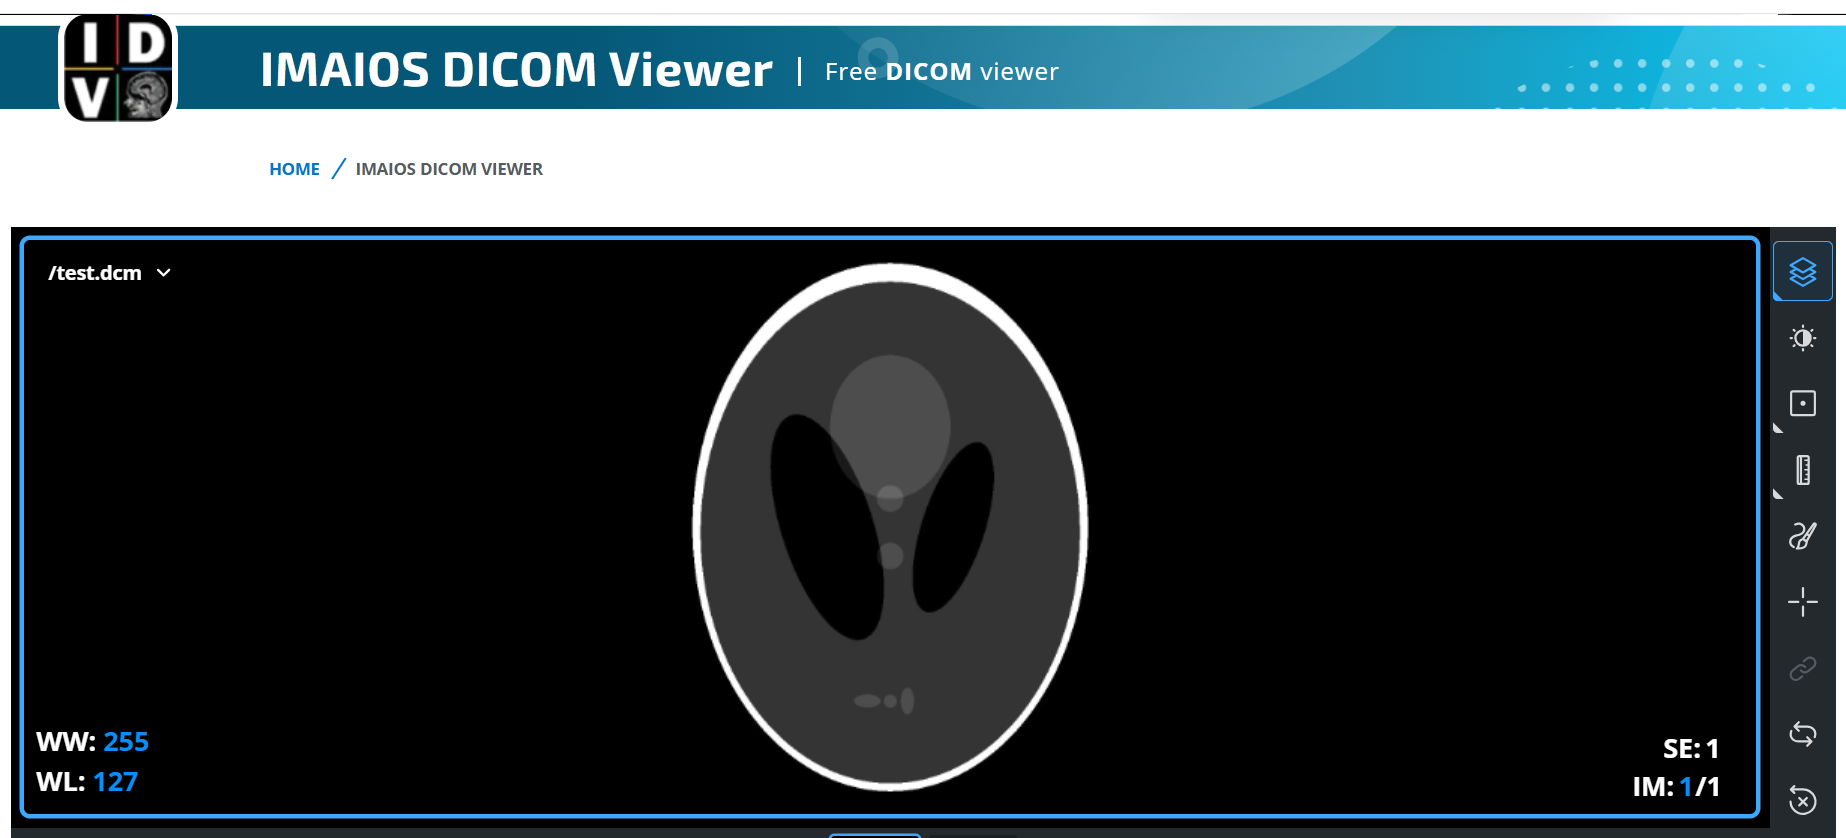 I D
V
IMAIOS DICOM Viewer | Free DICOM viewer
HOME / IMAIOS DICOM VIEWER
/test.dcm
WW: 255
WL: 127
SE: 1
IM: 1/1